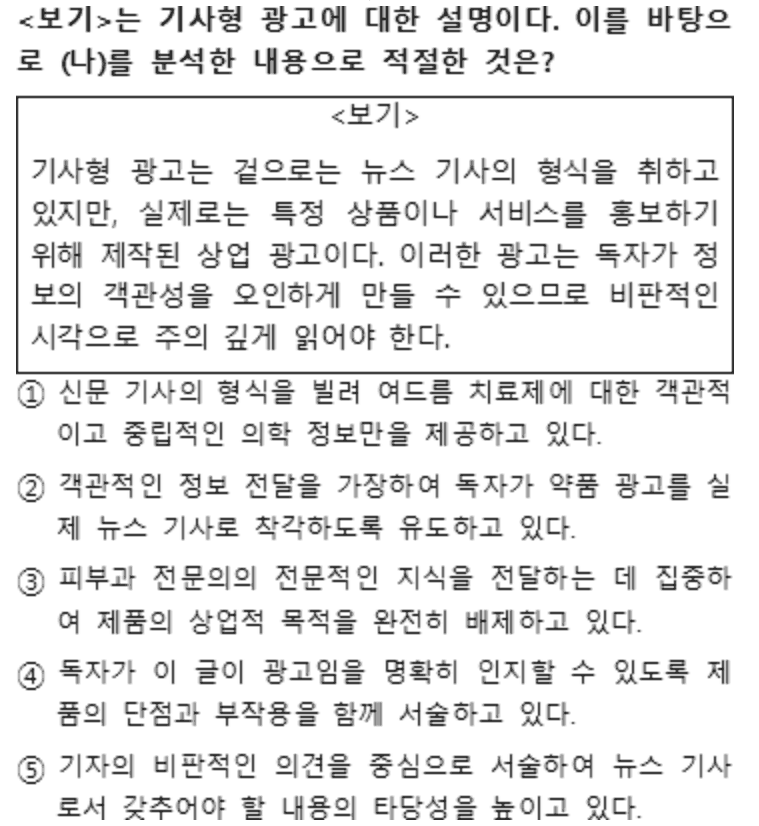 <보기>는 기사형 광고에 대한 설명이다. 이를 바탕으
로 (나)를 분석한 내용으로 적절한 것은?
<보기>
기사형 광고는 겉으로는 뉴스 기사의 형식을 취하고
있지만, 실제로는 특정 상품이나 서비스를 홍보하기
위해 제작된 상업 광고이다. 이러한 광고는 독자가 정
보의 객관성을 오인하게 만들 수 있으므로 비판적인
시각으로 주의 깊게 읽어야 한다.
① 신문 기사의 형식을 빌려 여드름 치료제에 대한 객관적
이고 중립적인 의학 정보만을 제공하고 있다.
② 객관적인 정보 전달을 가장하여 독자가 약품 광고를 실
제 뉴스 기사로 착각하도록 유도하고 있다.
③ 피부과 전문의의 전문적인 지식을 전달하는 데 집중하
여 제품의 상업적 목적을 완전히 배제하고 있다.
④ 독자가 이 글이 광고임을 명확히 인지할 수 있도록 제
품의 단점과 부작용을 함께 서술하고 있다.
⑤ 기자의 비판적인 의견을 중심으로 서술하여 뉴스 기사
로서 갖추어야 할 내용의 타당성을 높이고 있다.